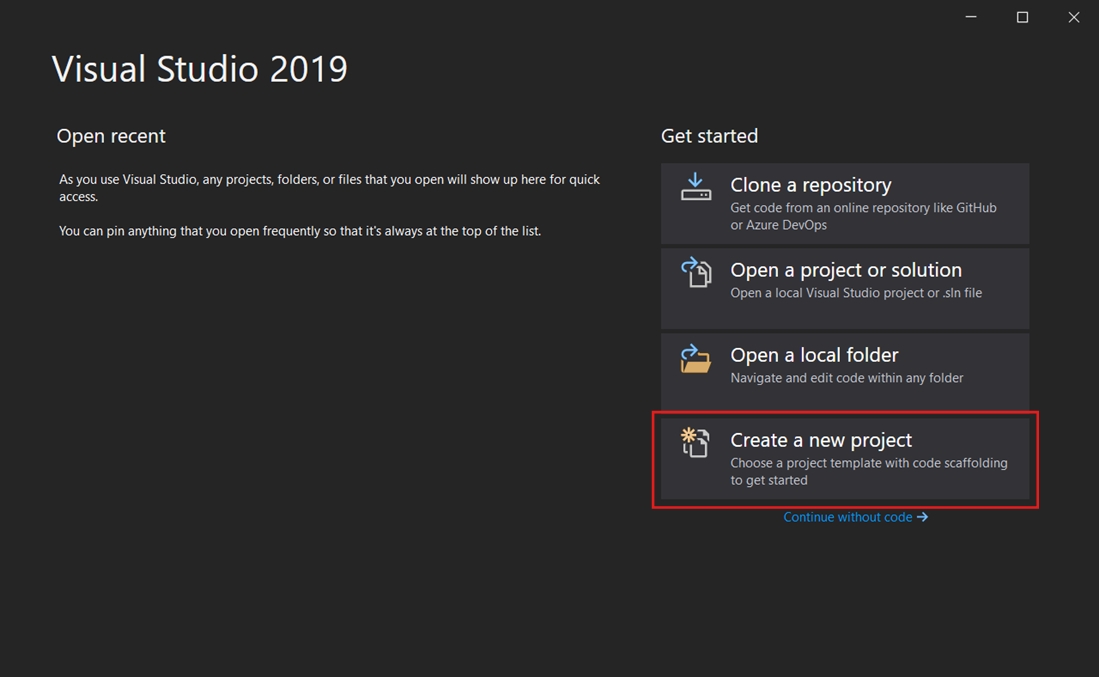 Visual Studio 2019
Open recent
As you use Visual Studio, any projects, folders, or files that you open will show up here for quick
access.
You can pin anything that you open frequently so that it's always at the top of the list.
Get started
Clone a repository
Get code from an online repository like GitHub
or Azure DevOps
Open a project or solution
Open a local Visual Studio project or .sln file
Open a local folder
Navigate and edit code within any folder
Create a new project
Choose a project template with code scaffolding
to get started
Continue without code →